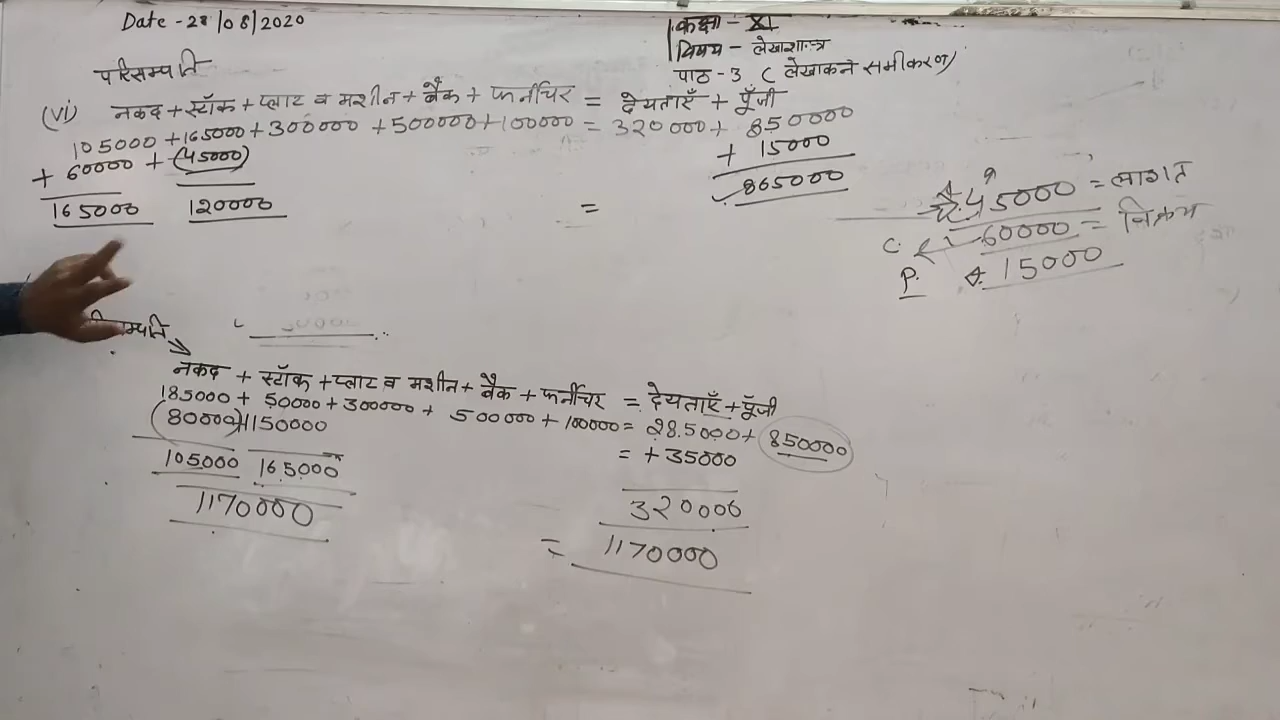 Date - 28/08/2020
कक्षा - XI
विषय - लेखाशास्त्र
पाठ - 3 ( लेखाकन समीकरण)
परिसम्पति
(vi) नकद + स्टॉक + प्लाट व मशीन + बैंक + फर्नीचर = देयताएँ + पूँजी
105000 + 165000 + 300000 + 500000 + 100000 = 320000 + 850000
+ 60000 + (45000)
+ 15000
165000 120000 = 865000
45000 = लागत
C. 60000 = विक्रय
P. 15000
नकद + स्टॉक + प्लाट व मशीन + बैंक + फर्नीचर = देयताएँ + पूँजी
185000 + 50000 + 300000 + 500000 + 100000 = 285000 + 850000
(80000) + 150000
= + 35000
105000 165000
320000
1170000
= 1170000